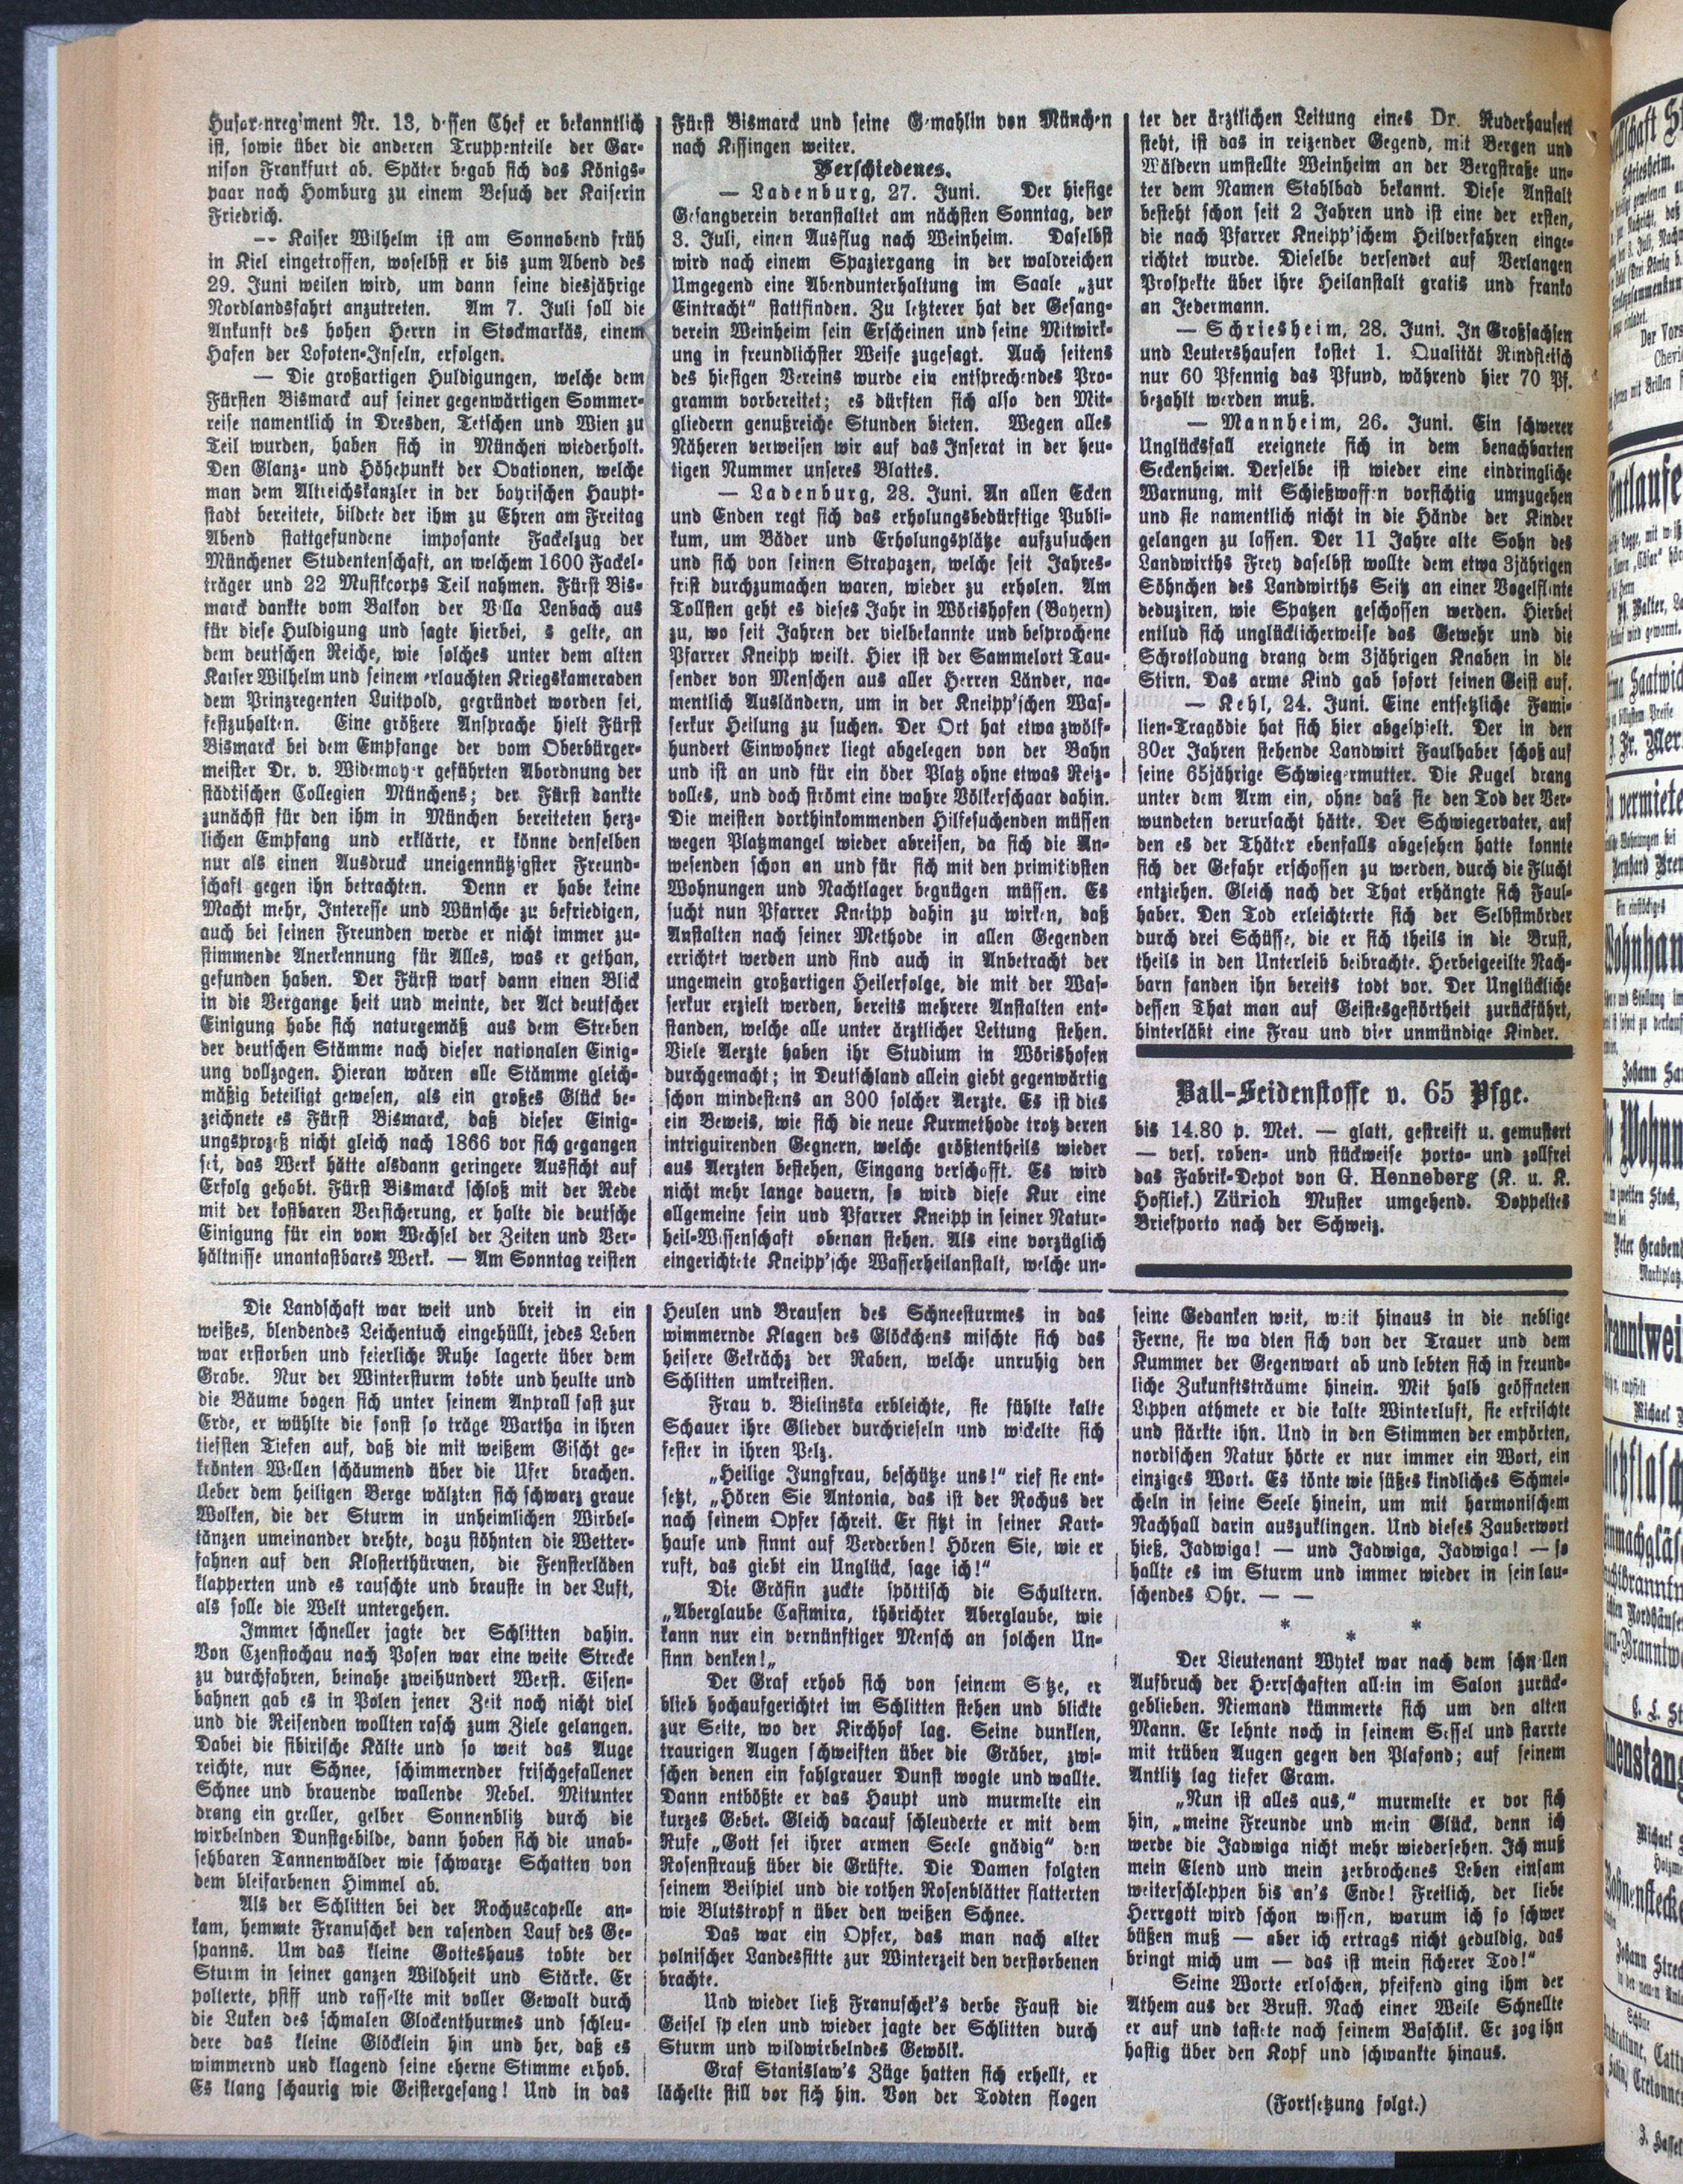 Husarenregiment Nr. 13, dessen Chef er bekanntlich
ist, sowie über die anderen Truppenteile der Gar-
nison Frankfurt ab. Später begab sich das Königs-
paar nach Homburg zu einem Besuch der Kaiserin
Friedrich.
-- Kaiser Wilhelm ist am Sonnabend früh
in Kiel eingetroffen, woselbst er bis zum Abend des
29. Juni weilen wird, um dann seine diesjährige
Nordlandsfahrt anzutreten. Am 7. Juli soll die
Ankunft des hohen Herrn in Stockmarkäs, einem
Hafen der Lofoten-Inseln, erfolgen.
— Die großartigen Huldigungen, welche dem
Fürsten Bismarck auf seiner gegenwärtigen Sommer-
reise namentlich in Dresden, Tetschen und Wien zu
Teil wurden, haben sich in München wiederholt.
Den Glanz- und Höhepunkt der Ovationen, welche
man dem Altreichskanzler in der bayrischen Haupt-
stadt bereitete, bildete der ihm zu Ehren am Freitag
Abend stattgefundene imposante Fackelzug der
Münchener Studentenschaft, an welchem 1600 Fackel-
träger und 22 Musikcorps Teil nahmen. Fürst Bis-
marck dankte vom Balkon der Villa Lenbach aus
für diese Huldigung und sagte hierbei, s gelte, an
dem deutschen Reiche, wie solches unter dem alten
Kaiser Wilhelm und seinem erlauchten Kriegskameraden
dem Prinzregenten Luitpold, gegründet worden sei,
festzuhalten. Eine größere Ansprache hielt Fürst
Bismarck bei dem Empfange der vom Oberbürger-
meister Dr. v. Widemayer geführten Abordnung der
städtischen Collegien Münchens; der Fürst dankte
zunächst für den ihm in München bereiteten herz-
lichen Empfang und erklärte, er könne denselben
nur als einen Ausdruck uneigennützigster Freund-
schaft gegen ihn betrachten. Denn er habe keine
Macht mehr, Interesse und Wünsche zu befriedigen,
auch bei seinen Freunden werde er nicht immer zu-
stimmende Anerkennung für Alles, was er gethan,
gefunden haben. Der Fürst warf dann einen Blick
in die Vergange heit und meinte, der Act deutscher
Einigung habe sich naturgemäß aus dem Streben
der deutschen Stämme nach dieser nationalen Einig-
ung vollzogen. Hieran wären alle Stämme gleich-
mäßig beteiligt gewesen, als ein großes Glück be-
zeichnete es Fürst Bismarck, daß dieser Einig-
ungsprozeß nicht gleich nach 1866 vor sich gegangen
sei, das Werk hätte alsdann geringere Aussicht auf
Erfolg gehabt. Fürst Bismarck schloß mit der Rede
mit der kostbaren Versicherung, er halte die deutsche
Einigung für ein vom Wechsel der Zeiten und Ver-
hältnisse unantastbares Werk. — Am Sonntag reisten
Fürst Bismarck und seine Gemahlin von München
nach Kissingen weiter.
Verschiedenes.
— Ladenburg, 27. Juni. Der hiesige
Gesangverein veranstaltet am nächsten Sonntag, den
3. Juli, einen Ausflug nach Weinheim. Daselbst
wird nach einem Spaziergang in der waldreichen
Umgegend eine Abendunterhaltung im Saale „zur
Eintracht" stattfinden. Zu letzterer hat der Gesang-
verein Weinheim sein Erscheinen und seine Mitwirk-
ung in freundlichster Weise zugesagt. Auch seitens
des hiesigen Vereins wurde ein entsprechendes Pro-
gramm vorbereitet; es dürften sich also den Mit-
gliedern genußreiche Stunden bieten. Wegen alles
Näheren verweisen wir auf das Inserat in der heu-
tigen Nummer unseres Blattes.
— Ladenburg, 28. Juni. An allen Ecken
und Enden regt sich das erholungsbedürftige Publi-
kum, um Bäder und Erholungsplätze aufzusuchen
und sich von seinen Strapazen, welche seit Jahres-
frist durchzumachen waren, wieder zu erholen. Am
Tollsten geht es dieses Jahr in Wörishofen (Bayern)
zu, wo seit Jahren der vielbekannte und besprochene
Pfarrer Kneipp weilt. Hier ist der Sammelort Tau-
sender von Menschen aus aller Herren Länder, na-
mentlich Ausländern, um in der Kneipp'schen Was-
serkur Heilung zu suchen. Der Ort hat etwa zwölf-
hundert Einwohner liegt abgelegen von der Bahn
und ist an und für ein öder Platz ohne etwas Reiz-
volles, und doch strömt eine wahre Völkerschaar dahin.
Die meisten dorthinkommenden Hilfesuchenden müssen
wegen Platzmangel wieder abreisen, da sich die An-
wesenden schon an und für sich mit den primitivsten
Wohnungen und Nachtlager begnügen müssen. Es
sucht nun Pfarrer Kneipp dahin zu wirken, daß
Anstalten nach seiner Methode in allen Gegenden
errichtet werden und sind auch in Anbetracht der
ungemein großartigen Heilerfolge, die mit der Was-
serkur erzielt werden, bereits mehrere Anstalten ent-
standen, welche alle unter ärztlicher Leitung stehen.
Viele Aerzte haben ihr Studium in Wörishofen
durchgemacht; in Deutschland allein giebt gegenwärtig
schon mindestens an 300 solcher Aerzte. Es ist dies
ein Beweis, wie sich die neue Kurmethode trotz deren
intriguirenden Gegnern, welche größtentheils wieder
aus Aerzten bestehen, Eingang verschafft. Es wird
nicht mehr lange dauern, so wird diese Kur eine
allgemeine sein und Pfarrer Kneipp in seiner Natur-
heil-Wissenschaft obenan stehen. Als eine vorzüglich
eingerichtete Kneipp'sche Wasserheilanstalt, welche un-
ter der ärztlichen Leitung eines Dr. Ruderhausen
steht, ist das in reizender Gegend, mit Bergen und
Wäldern umstellte Weinheim an der Bergstraße un-
ter dem Namen Stahlbad bekannt. Diese Anstalt
besteht schon seit 2 Jahren und ist eine der ersten,
die nach Pfarrer Kneipp'schem Heilverfahren einge-
richtet wurde. Dieselbe versendet auf Verlangen
Prospekte über ihre Heilanstalt gratis und franko
an Jedermann.
— Schriesheim, 28. Juni. In Großsachsen
und Leutershausen kostet 1. Qualität Rindfleisch
nur 60 Pfennig das Pfund, während hier 70 Pf.
bezahlt werden muß.
— Mannheim, 26. Juni. Ein schwerer
Unglücksfall ereignete sich in dem benachbarten
Seckenheim. Derselbe ist wieder eine eindringliche
Warnung, mit Schießwaffen vorsichtig umzugehen
und sie namentlich nicht in die Hände der Kinder
gelangen zu lassen. Der 11 Jahre alte Sohn des
Landwirths Frey daselbst wollte dem etwa 3jährigen
Söhnchen des Landwirths Seitz an einer Vogelflinte
deduziren, wie Spatzen geschossen werden. Hierbei
entlud sich unglücklicherweise das Gewehr und die
Schrotladung drang dem 3jährigen Knaben in die
Stirn. Das arme Kind gab sofort seinen Geist auf.
— Kehl, 24. Juni. Eine entsetzliche Fami-
lien-Tragödie hat sich hier abgespielt. Der in den
30er Jahren stehende Landwirt Faulhaber schoß auf
seine 65jährige Schwiegermutter. Die Kugel drang
unter dem Arm ein, ohne daß sie den Tod der Ver-
wundeten verursacht hätte. Der Schwiegervater, auf
den es der Thäter ebenfalls abgesehen hatte konnte
sich der Gefahr erschossen zu werden, durch die Flucht
entziehen. Gleich nach der That erhängte sich Faul-
haber. Den Tod erleichterte sich der Selbstmörder
durch drei Schüsse, die er sich theils in die Brust,
theils in den Unterleib beibrachte. Herbeigeeilte Nach-
barn fanden ihn bereits todt vor. Der Unglückliche
dessen That man auf Geistesgestörtheit zurückführt,
hinterläßt eine Frau und vier unmündige Kinder.
Ball-Seidenstoffe v. 65 Pfge.
bis 14.80 p. Met. — glatt, gestreift u. gemustert
— vers. roben- und stückweise porto- und zollfrei
das Fabrik-Depot von G. Henneberg (K. u. K.
Hoflief.) Zürich Muster umgehend. Doppeltes
Briefporto nach der Schweiz.
Die Landschaft war weit und breit in ein
weißes, blendendes Leichentuch eingehüllt, jedes Leben
war erstorben und feierliche Ruhe lagerte über dem
Grabe. Nur der Wintersturm tobte und heulte und
die Bäume bogen sich unter seinem Anprall fast zur
Erde, er wühlte die sonst so träge Wartha in ihren
tiefsten Tiefen auf, daß die mit weißem Gischt ge-
krönten Wellen schäumend über die Ufer brachen.
Ueber dem heiligen Berge wälzten sich schwarz graue
Wolken, die der Sturm in unheimlichen Wirbel-
tänzen umeinander drehte, dazu stöhnten die Wetter-
fahnen auf den Klosterthürmen, die Fensterläden
klapperten und es rauschte und brauste in der Luft,
als solle die Welt untergehen.
Immer schneller jagte der Schlitten dahin.
Von Czenstochau nach Posen war eine weite Strecke
zu durchfahren, beinahe zweihundert Werst. Eisen-
bahnen gab es in Polen jener Zeit noch nicht viel
und die Reisenden wollten rasch zum Ziele gelangen.
Dabei die sibirische Kälte und so weit das Auge
reichte, nur Schnee, schimmernder frischgefallener
Schnee und brauende wallende Nebel. Mitunter
drang ein greller, gelber Sonnenblitz durch die
wirbelnden Dunstgebilde, dann hoben sich die unab-
sehbaren Tannenwälder wie schwarze Schatten von
dem bleifarbenen Himmel ab.
Als der Schlitten bei der Rochuscapelle an-
kam, hemmte Franuschek den rasenden Lauf des Ge-
spanns. Um das kleine Gotteshaus tobte der
Sturm in seiner ganzen Wildheit und Stärke. Er
polterte, pfiff und rasselte mit voller Gewalt durch
die Luken des schmalen Glockenthurmes und schleu-
dere das kleine Glöcklein hin und her, daß es
wimmernd und klagend seine eherne Stimme erhob.
Es klang schaurig wie Geistergesang! Und in das
Heulen und Brausen des Schneesturmes in das
wimmernde Klagen des Glöckchens mischte sich das
heisere Gekrächz der Raben, welche unruhig den
Schlitten umkreisten.
Frau v. Bielinska erbleichte, sie fühlte kalte
Schauer ihre Glieder durchrieseln und wickelte sich
fester in ihren Pelz.
„Heilige Jungfrau, beschütze uns!" rief sie ent-
setzt, „Hören Sie Antonia, das ist der Rochus der
nach seinem Opfer schreit. Er sitzt in seiner Kart-
hause und sinnt auf Verderben! Hören Sie, wie er
ruft, das giebt ein Unglück, sage ich!"
Die Gräfin zuckte spöttisch die Schultern.
„Aberglaube Casimira, thörichter Aberglaube, wie
kann nur ein vernünftiger Mensch an solchen Un-
sinn denken!„
Der Graf erhob sich von seinem Sitze, er
blieb hochaufgerichtet im Schlitten stehen und blickte
zur Seite, wo der Kirchhof lag. Seine dunklen,
traurigen Augen schweiften über die Gräber, zwi-
schen denen ein fahlgrauer Dunst wogte und wallte.
Dann entblößte er das Haupt und murmelte ein
kurzes Gebet. Gleich darauf schleuderte er mit dem
Rufe „Gott sei ihrer armen Seele gnädig" den
Rosenstrauß über die Grüfte. Die Damen folgten
seinem Beispiel und die rothen Rosenblätter flatterten
wie Blutstropf n über den weißen Schnee.
Das war ein Opfer, das man nach alter
polnischer Landessitte zur Winterzeit den verstorbenen
brachte.
Und wieder ließ Franuschek's derbe Faust die
Geisel sp elen und wieder jagte der Schlitten durch
Sturm und wildwirbelndes Gewölk.
Graf Stanislaw's Züge hatten sich erhellt, er
lächelte still vor sich hin. Von der Todten flogen
seine Gedanken weit, weit hinaus in die neblige
Ferne, sie wa dten sich von der Trauer und dem
Kummer der Gegenwart ab und lebten sich in freund-
liche Zukunftsträume hinein. Mit halb geöffneten
Lippen athmete er die kalte Winterluft, sie erfrischte
und stärkte ihn. Und in den Stimmen der empörten,
nordischen Natur hörte er nur immer ein Wort, ein
einziges Wort. Es tönte wie süßes kindliches Schmei-
cheln in seine Seele hinein, um mit harmonischem
Nachhall darin auszuklingen. Und dieses Zauberwort
hieß, Jadwiga! — und Jadwiga, Jadwiga! — so
hallte es im Sturm und immer wieder in sein lau-
schendes Ohr. — —
* * *
Der Lieutenant Wytek war nach dem schnellen
Aufbruch der Herrschaften allein im Salon zurück-
geblieben. Niemand kümmerte sich um den alten
Mann. Er lehnte noch in seinem Sessel und starrte
mit trüben Augen gegen den Plafond; auf seinem
Antlitz lag tiefer Gram.
„Nun ist alles aus," murmelte er vor sich
hin, „meine Freunde und mein Glück, denn ich
werde die Jadwiga nicht mehr wiedersehen. Ich muß
mein Elend und mein zerbrochenes Leben einsam
weiterschleppen bis an's Ende! Freilich, der liebe
Herrgott wird schon wissen, warum ich so schwer
büßen muß — aber ich ertrags nicht geduldig, das
bringt mich um — das ist mein sicherer Tod!"
Seine Worte erloschen, pfeifend ging ihm der
Athem aus der Brust. Nach einer Weile Schnellte
er auf und tastete nach seinem Baschlik. Er zog ihn
hastig über den Kopf und schwankte hinaus.
(Fortsetzung folgt.)